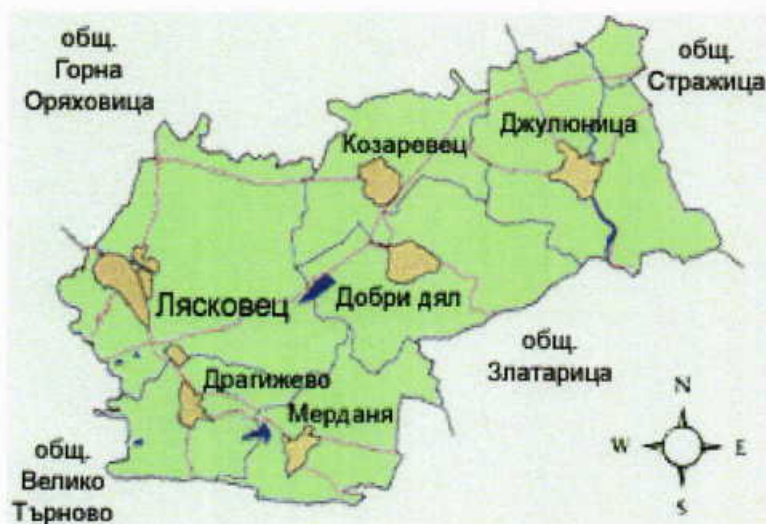 общ.
Горна
Оряховица
общ.
Стражица
Джулюница
Козаревец
Добри дял
Лясковец
общ.
Златарица
Драгижево
Мерданя
общ.
Велико
Търново
N
W E
S